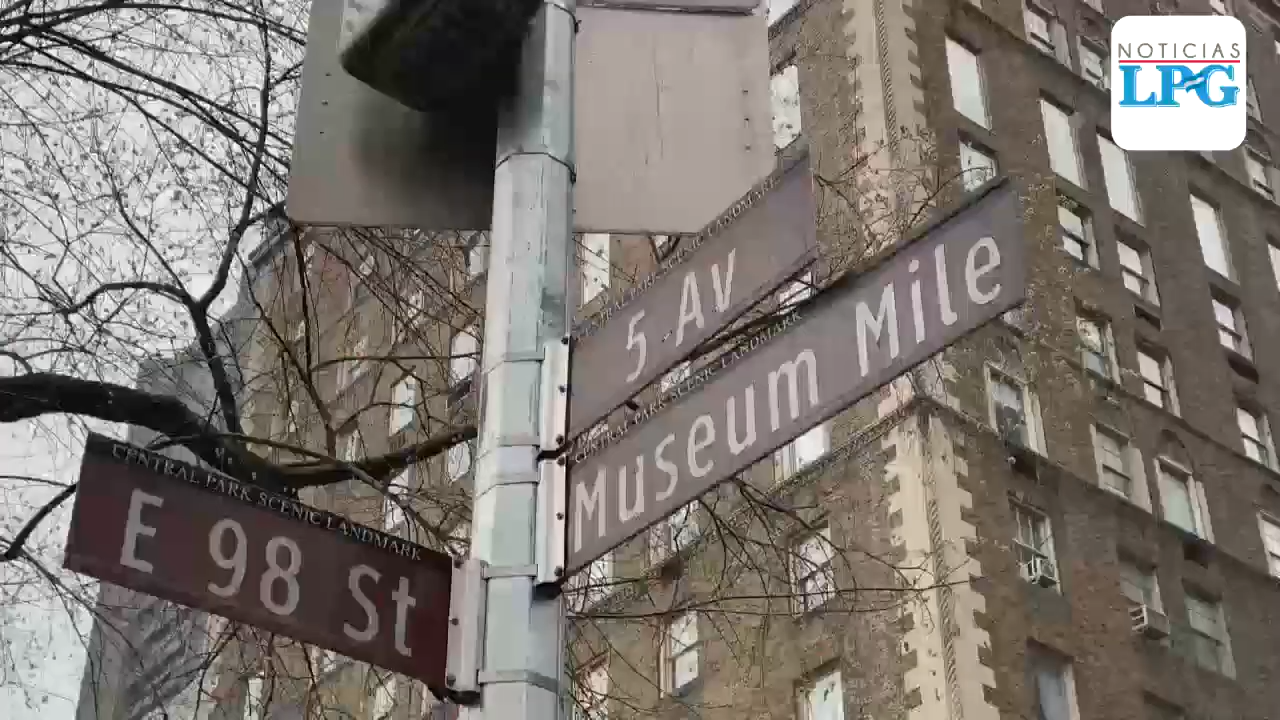 NOTICIAS
LPG
CENTRAL PARK SCENIC LANDMARK
5 Av
CENTRAL PARK SCENIC LANDMARK
Museum Mile
CENTRAL PARK SCENIC LANDMARK
E 98 St